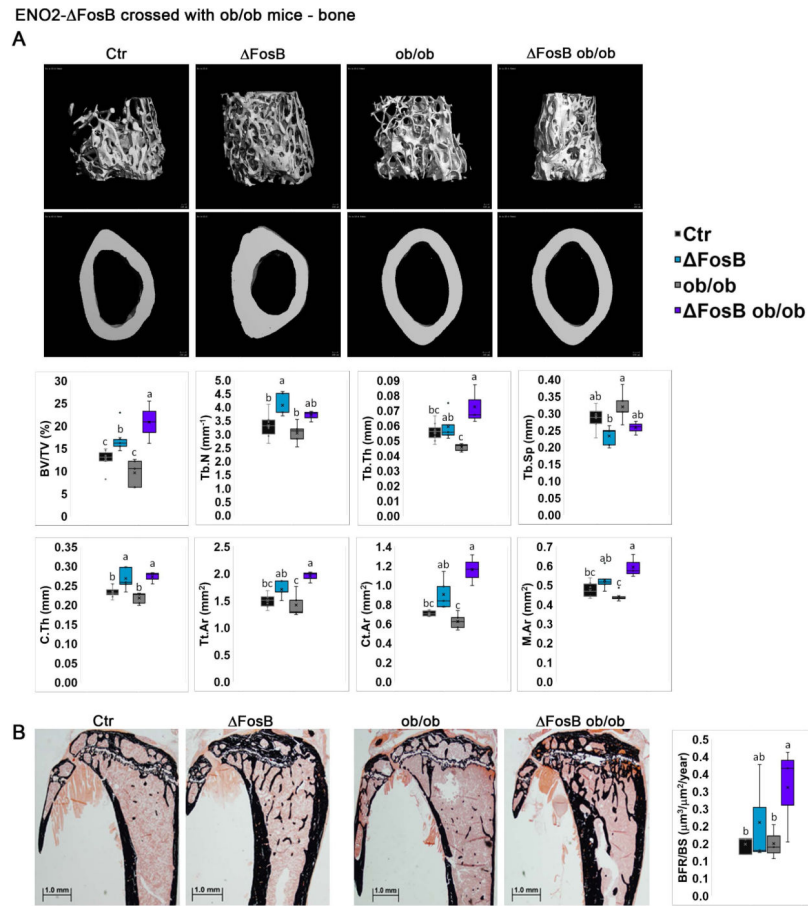 ENO2-ΔFosB crossed with ob/ob mice - bone
A
Ctr ΔFosB ob/ob ΔFosB ob/ob
Ctr
ΔFosB
ob/ob
ΔFosB ob/ob
BV/TV (%)
30
25
20
15
10
5
0
c b c a
Tb.N (mm⁻¹)
5.0
4.5
4.0
3.5
3.0
2.5
2.0
1.5
1.0
0.5
0.0
b a b ab
Tb.Th (mm)
0.09
0.08
0.07
0.06
0.05
0.04
0.03
0.02
0.01
0.00
bc ab c a
Tb.Sp (mm)
0.40
0.35
0.30
0.25
0.20
0.15
0.10
0.05
0.00
ab b a ab
C.Th (mm)
0.35
0.30
0.25
0.20
0.15
0.10
0.05
0.00
b a b a
Tt.Ar (mm²)
2.5
2.0
1.5
1.0
0.5
0.0
bc ab c a
Ct.Ar (mm²)
1.4
1.2
1.0
0.8
0.6
0.4
0.2
0.0
bc ab c a
M.Ar (mm²)
0.7
0.6
0.5
0.4
0.3
0.2
0.1
0.0
bc ab c a
B
Ctr ΔFosB ob/ob ΔFosB ob/ob
1.0 mm 1.0 mm 1.0 mm 1.0 mm
BFR/BS (μm³/μm²/year)
0.5
0.4
0.4
0.3
0.3
0.2
0.2
0.1
0.1
0.0
b ab b a